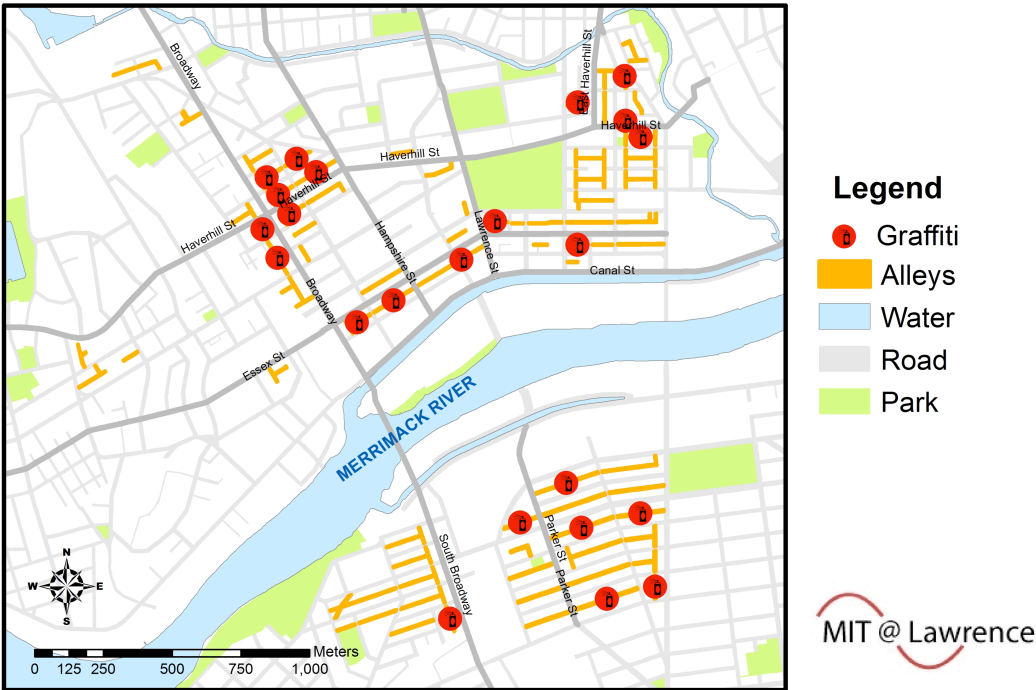 Broadway
East Haverhill St
Haverhill St
Haverhill St
Haverhill St
Haverhill St
Lawrence St
Hampshire St
Canal St
Broadway
Essex St
MERRIMACK RIVER
Parker St
South Broadway
Parker St
N
W E
S
Meters
0 125 250 500 750 1,000
Legend
Graffiti
Alleys
Water
Road
Park
MIT @ Lawrence